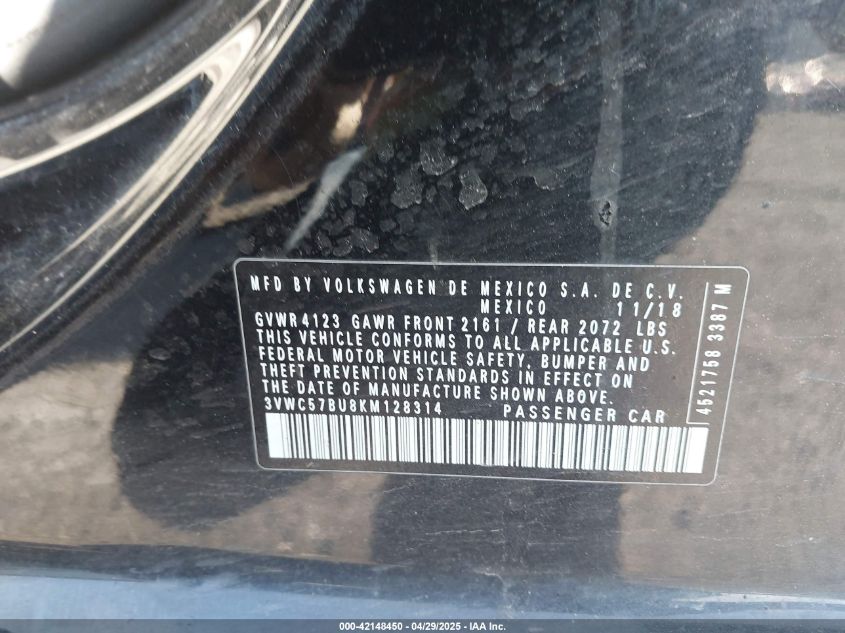 MFD BY VOLKSWAGEN DE MEXICO S.A. DE C.V.
MEXICO 11/18
GVWR 4123 GAWR FRONT 2161 / REAR 2072 LBS
THIS VEHICLE CONFORMS TO ALL APPLICABLE U.S.
FEDERAL MOTOR VEHICLE SAFETY, BUMPER AND
THEFT PREVENTION STANDARDS IN EFFECT ON
THE DATE OF MANUFACTURE SHOWN ABOVE.
3VWC57BU8KM128314 PASSENGER CAR
4521758 3387 M
000-42148450 - 04/29/2025 - IAA Inc.